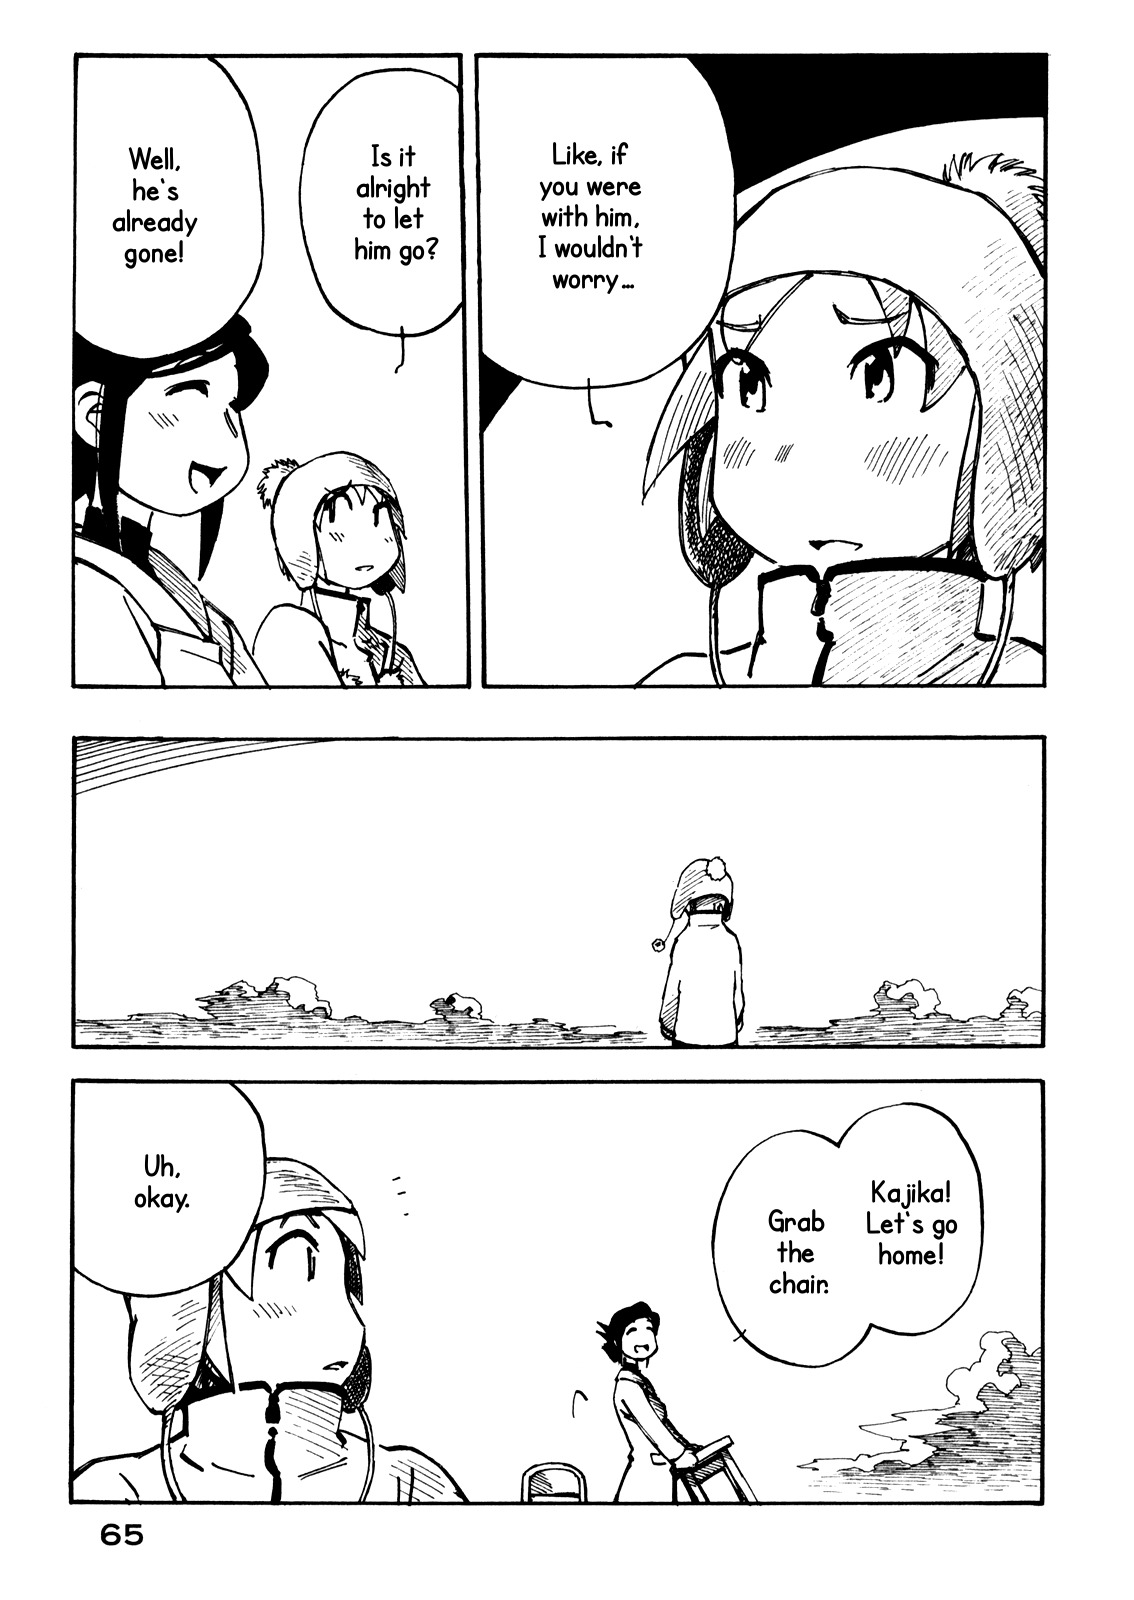 Like, if
you were
with him,
I wouldn't
worry...
Is it
alright
to let
him go?
Well,
he's
already
gone!
Kajika!
Let's go
home!
Grab
the
chair.
Uh,
okay.
65